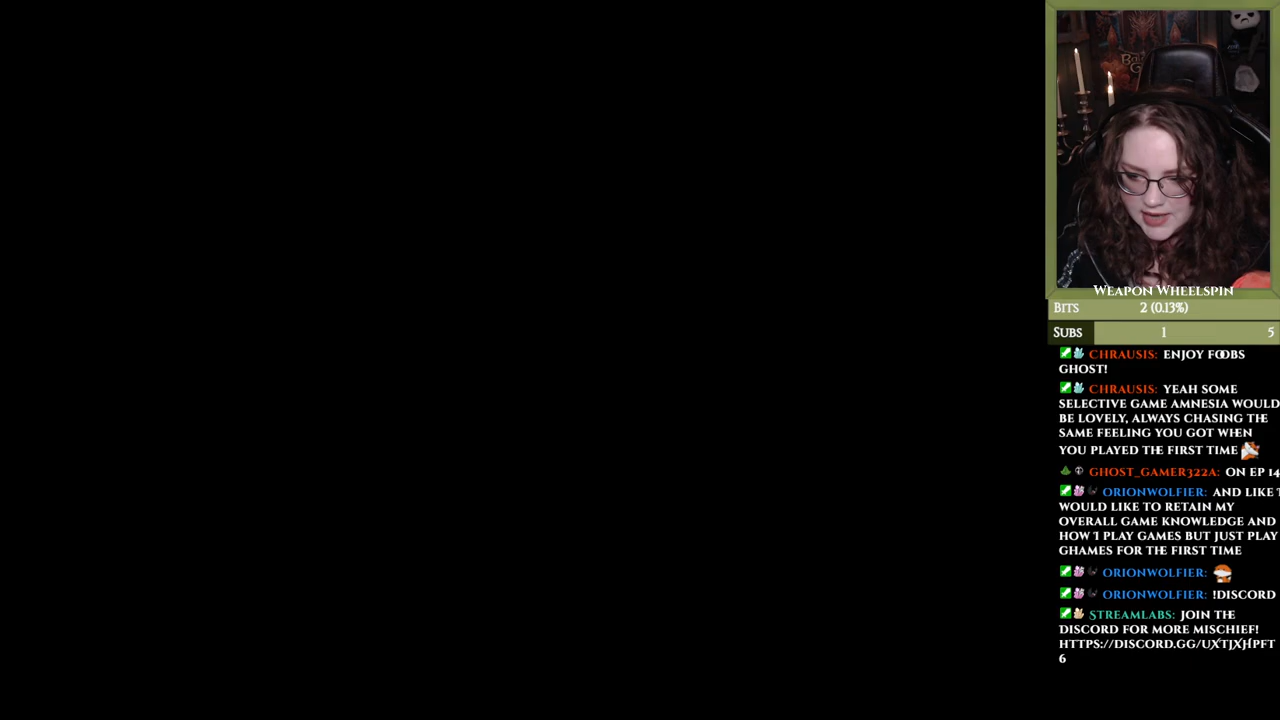 Weapon Wheelspin
Bits 2 (0.13%)
Subs 1 5
Chrausis: Enjoy foobs
Ghost!
Chrausis: Yeah some
selective game amnesia would
be lovely, always chasing the
same feeling you got when
you played the first time
Ghost_Gamer322a: on ep 14
OrionWolfier: and like
would like to retain my
overall game knowledge and
how i play games but just play
ghames for the first time
OrionWolfier:
OrionWolfier: !discord
Streamlabs: Join the
Discord for more mischief!